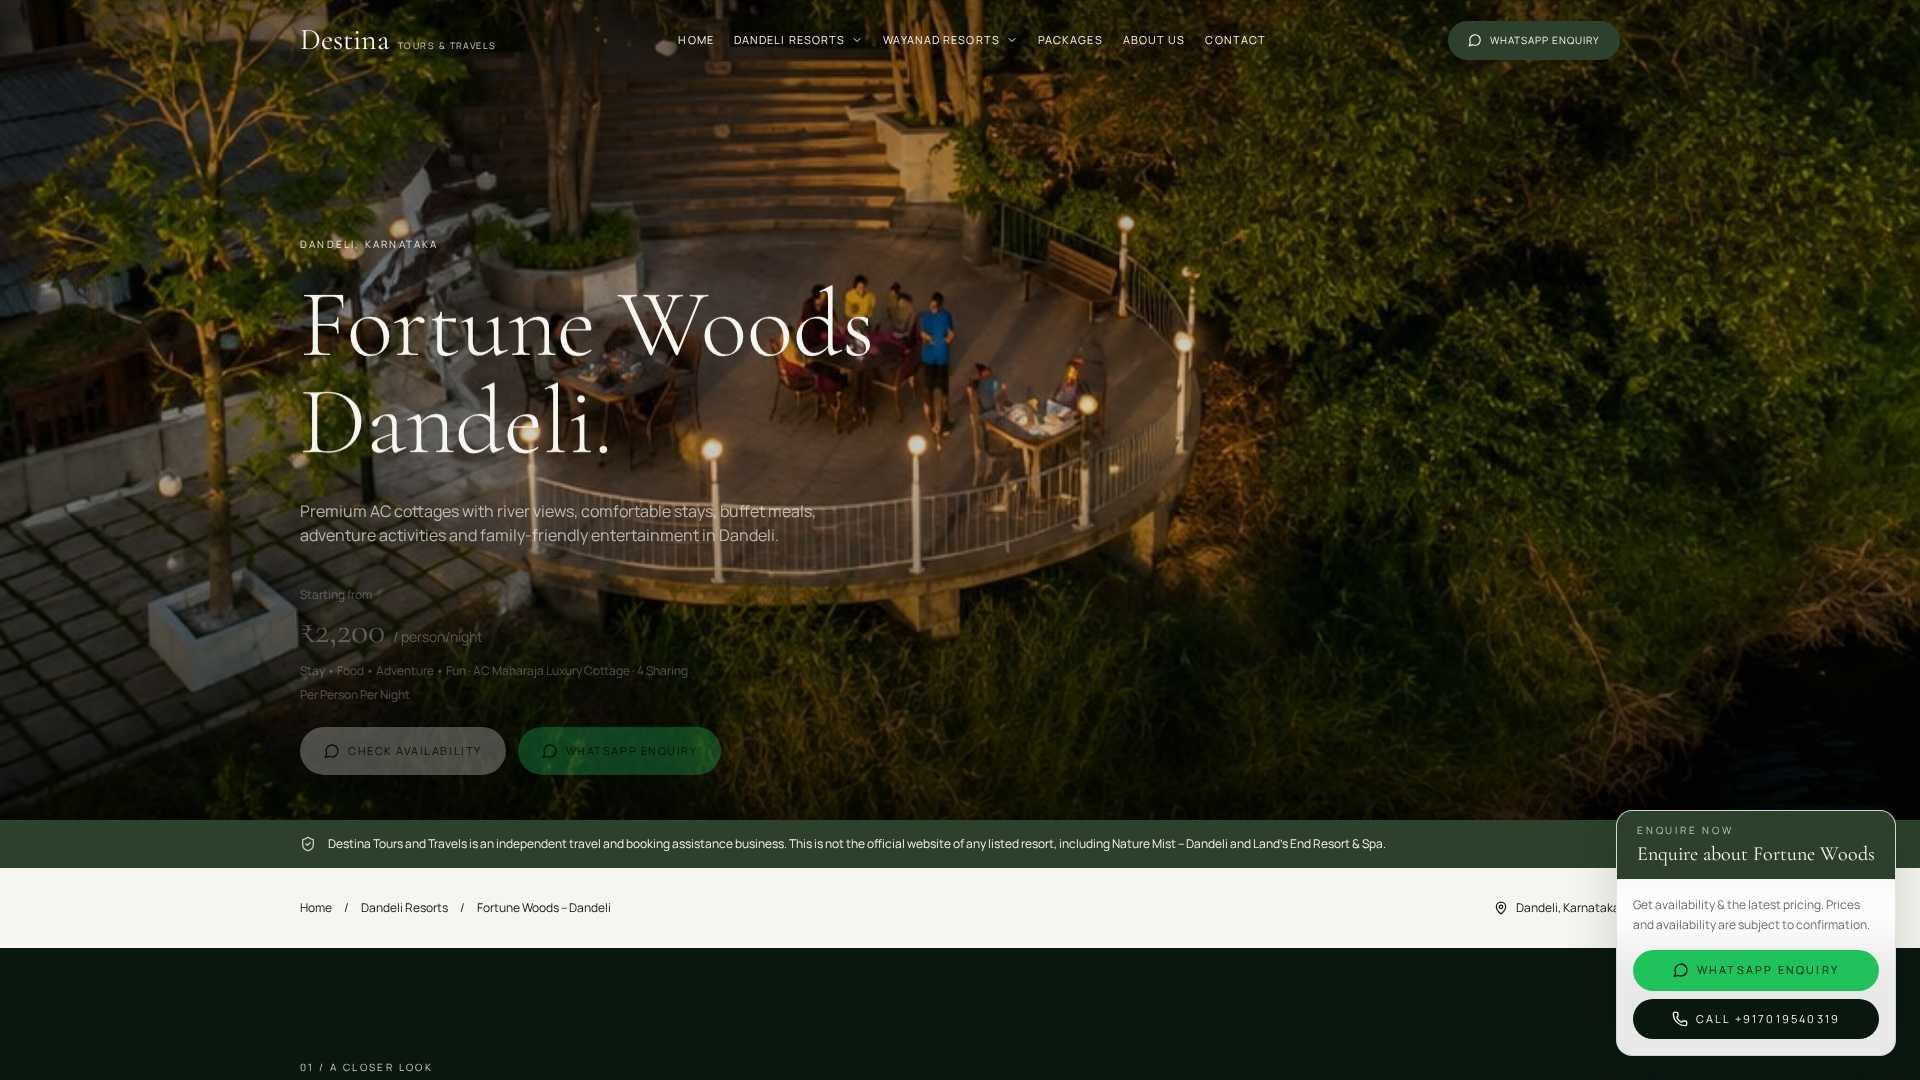 Destina TOURS & TRAVELS
HOME
DANDELI RESORTS
WAYANAD RESORTS
PACKAGES
ABOUT US
CONTACT
WHATSAPP ENQUIRY
DANDELI, KARNATAKA
Fortune Woods
Dandeli.
Premium AC cottages with river views, comfortable stays, buffet meals,
adventure activities and family-friendly entertainment in Dandeli.
Starting from
₹2,200 / person/night
Stay • Food • Adventure • Fun · AC Maharaja Luxury Cottage · 4 Sharing
Per Person Per Night
CHECK AVAILABILITY
WHATSAPP ENQUIRY
Destina Tours and Travels is an independent travel and booking assistance business. This is not the official website of any listed resort, including Nature Mist – Dandeli and Land's End Resort & Spa.
Home / Dandeli Resorts / Fortune Woods – Dandeli
Dandeli, Karnataka
01 / A CLOSER LOOK
ENQUIRE NOW
Enquire about Fortune Woods
Get availability & the latest pricing. Prices
and availability are subject to confirmation.
WHATSAPP ENQUIRY
CALL +917019540319